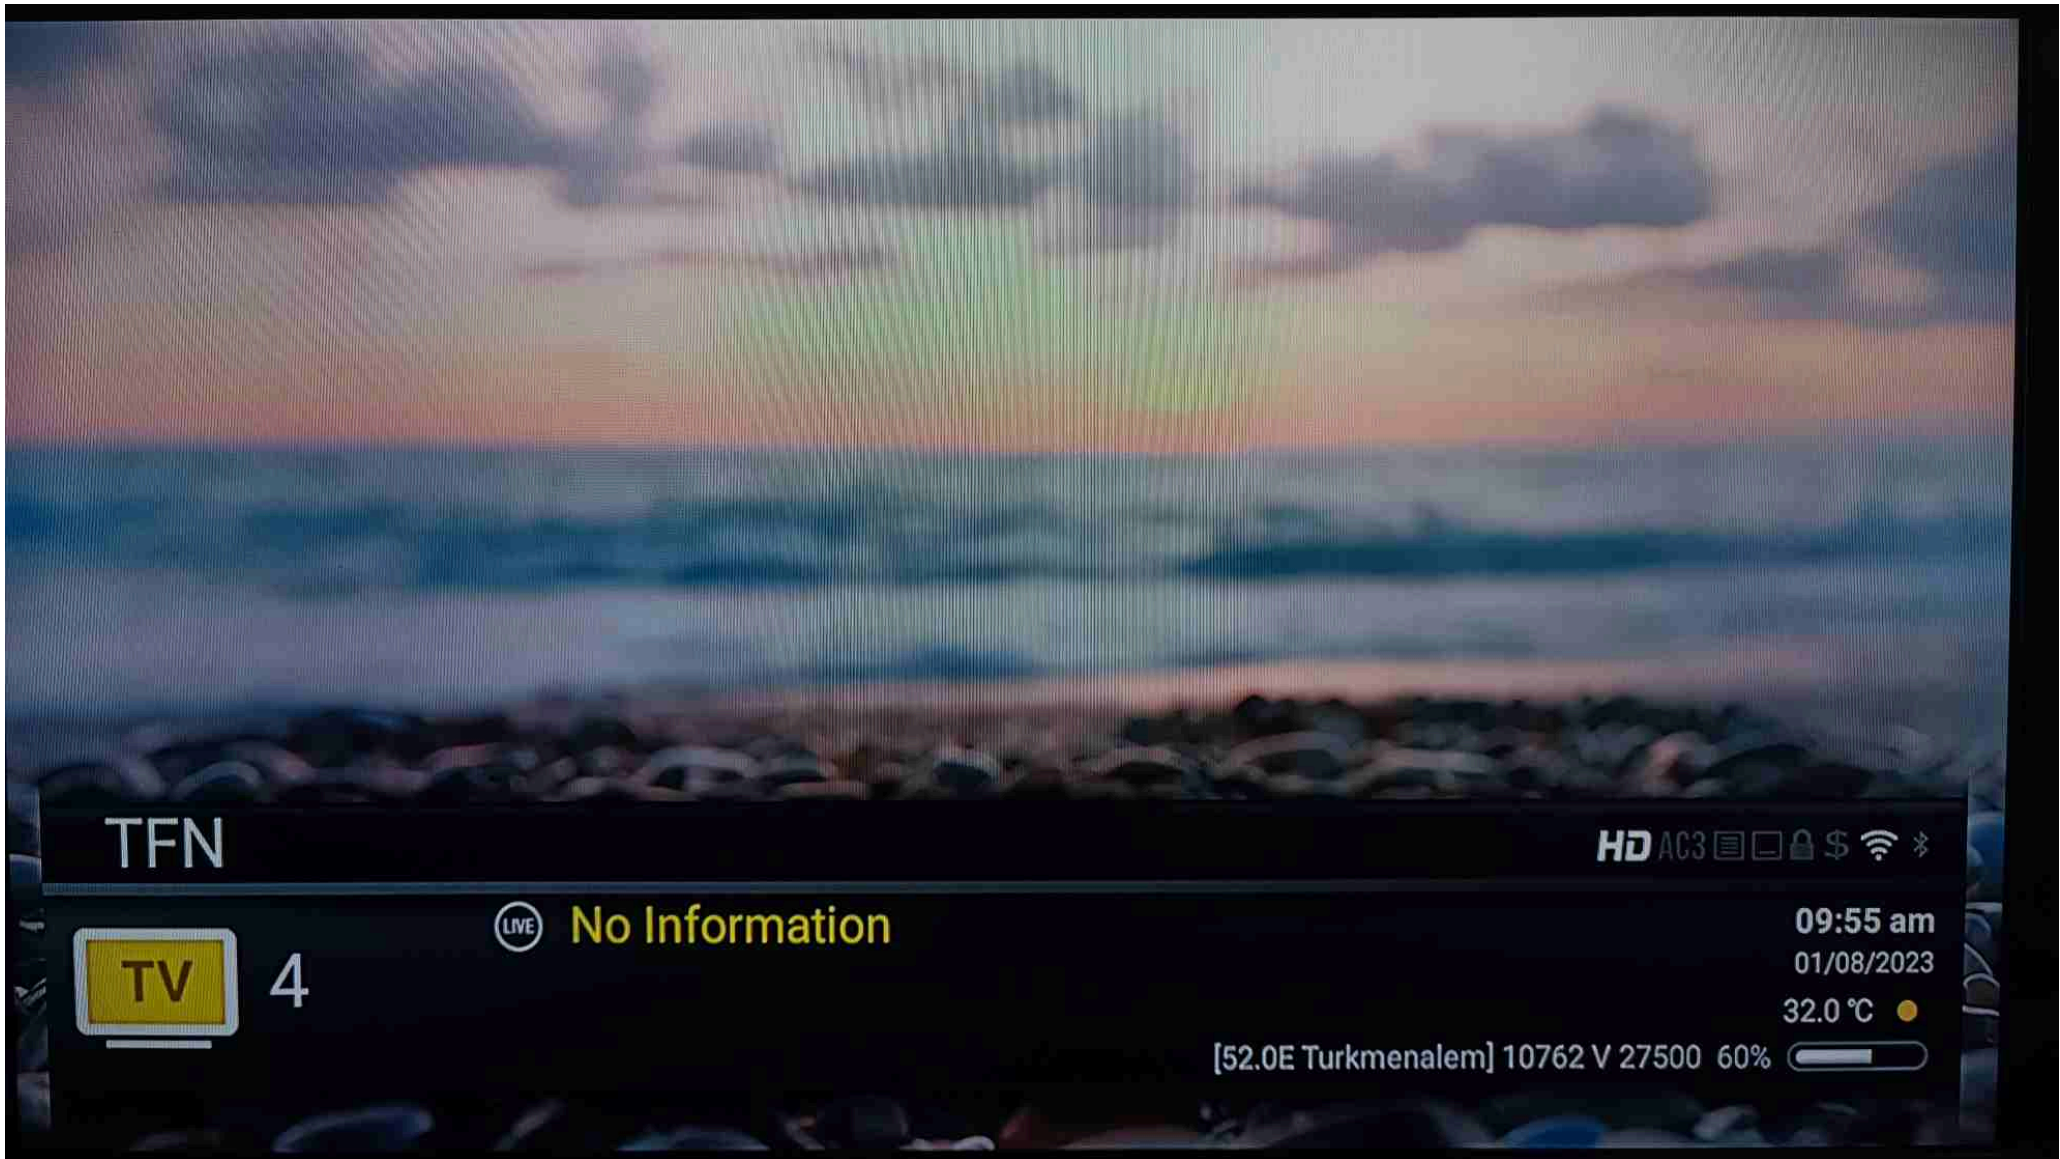 TFN
HD AC3 $
TV
4
LIVE No Information
09:55 am
01/08/2023
32.0 °C
[52.0E Turkmenalem] 10762 V 27500 60%